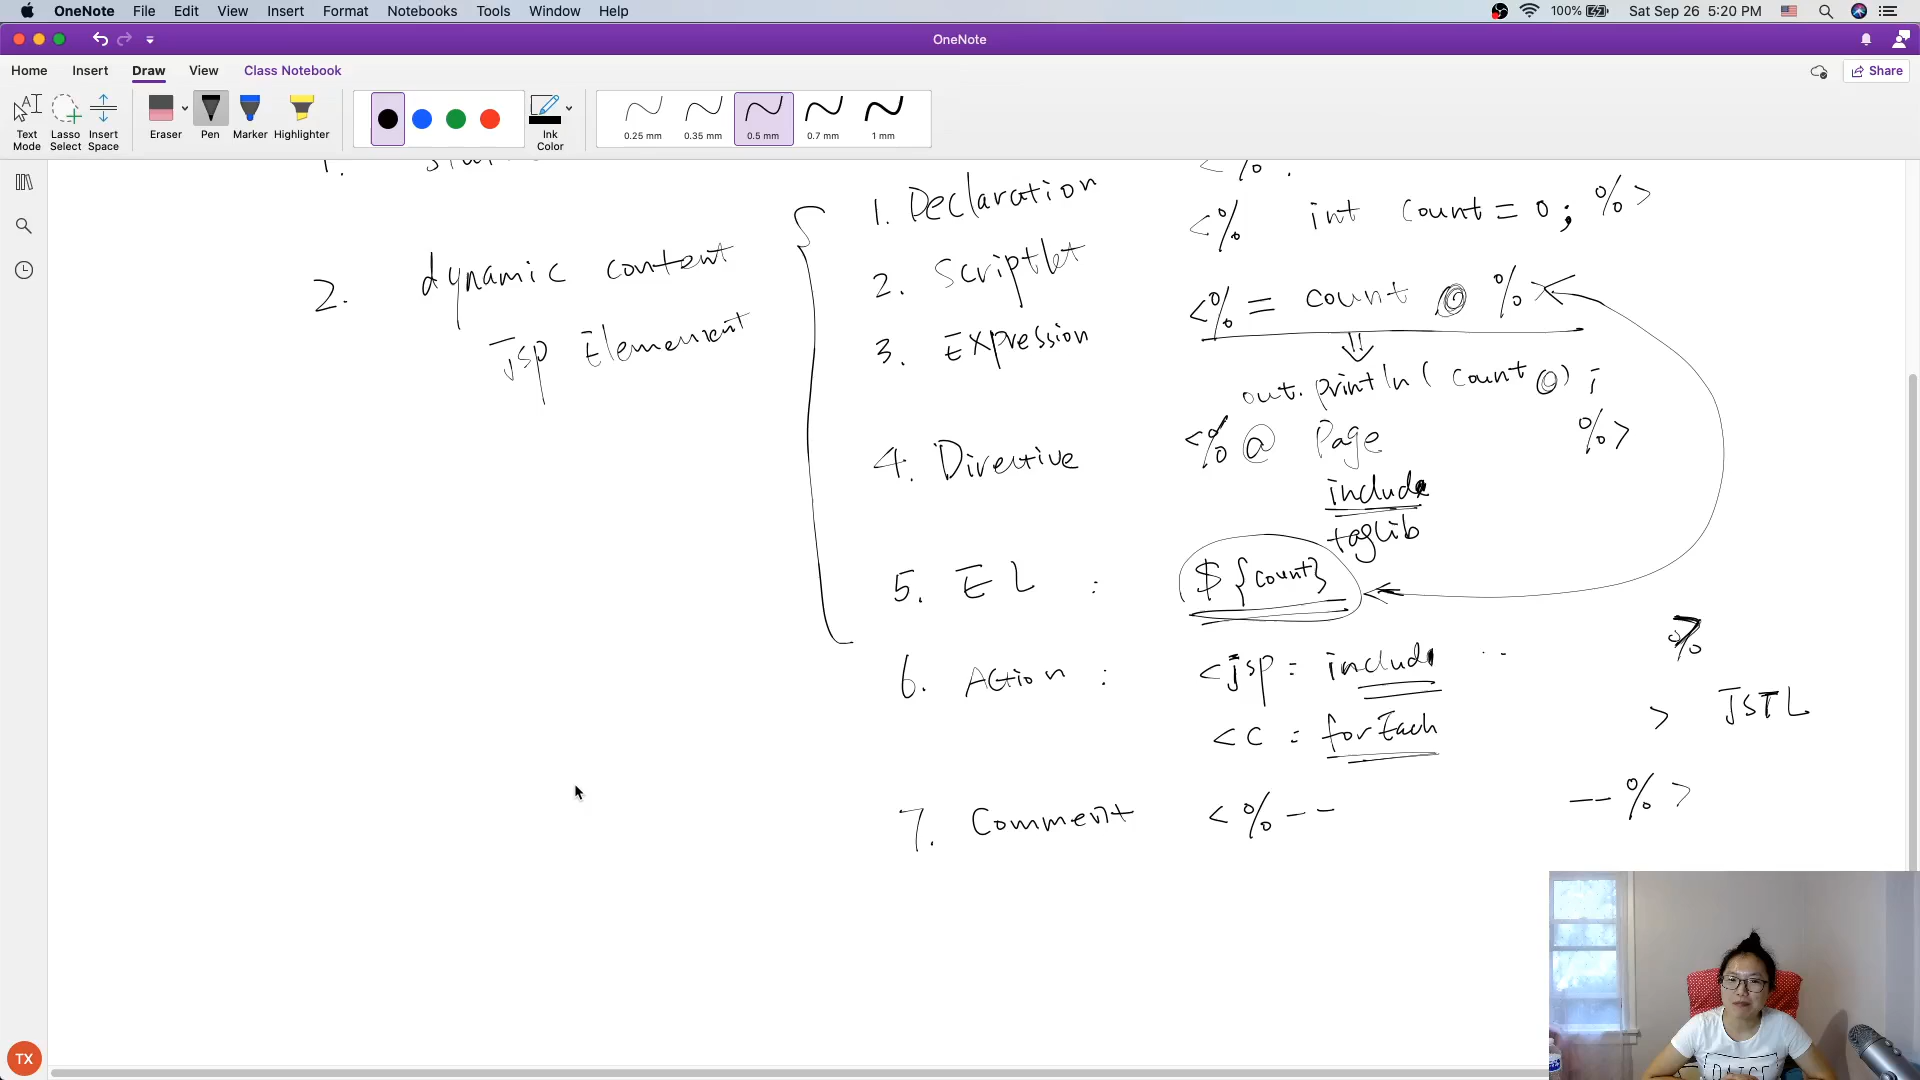 OneNote File Edit View Insert Format Notebooks Tools Window Help 100% Sat Sep 26 5:20 PM
OneNote
Home Insert Draw View Class Notebook Share
Text Mode Lasso Select Insert Space Eraser Pen Marker Highlighter Ink Color 0.25 mm 0.35 mm 0.5 mm 0.7 mm 1 mm
1.
<%
1. Declaration
<% int count = 0; %>
2. dynamic content
2. Scriptlet
<%= count %>
JSP Element
3. Expression
out.println( count ) ;
4. Directive <%@ Page %>
include
taglib
5. EL : ${count}
6. Action : <jsp: include ..
<c : forEach > JSTL
7. Comment <%-- --%>
TX